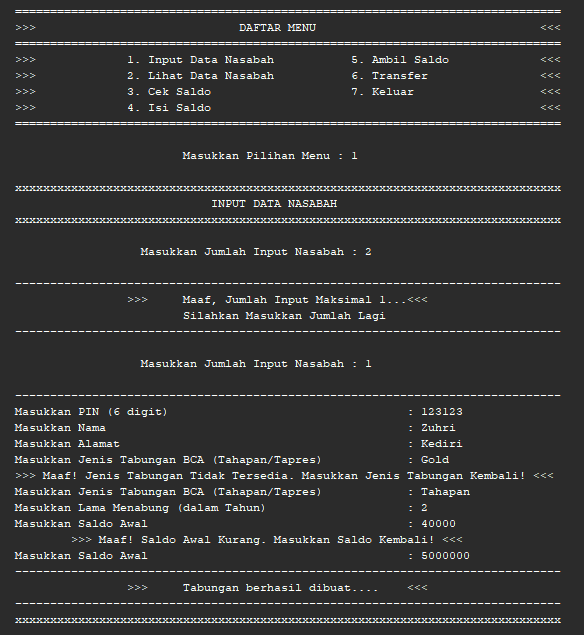 ==============================================================================
>>> DAFTAR MENU <<<
==============================================================================
>>> 1. Input Data Nasabah 5. Ambil Saldo <<<
>>> 2. Lihat Data Nasabah 6. Transfer <<<
>>> 3. Cek Saldo 7. Keluar <<<
>>> 4. Isi Saldo <<<
==============================================================================
Masukkan Pilihan Menu : 1
xxxxxxxxxxxxxxxxxxxxxxxxxxxxxxxxxxxxxxxxxxxxxxxxxxxxxxxxxxxxxxxxxxxxxxxxxxxxxx
INPUT DATA NASABAH
xxxxxxxxxxxxxxxxxxxxxxxxxxxxxxxxxxxxxxxxxxxxxxxxxxxxxxxxxxxxxxxxxxxxxxxxxxxxxx
Masukkan Jumlah Input Nasabah : 2
------------------------------------------------------------------------------
>>> Maaf, Jumlah Input Maksimal 1...<<<
Silahkan Masukkan Jumlah Lagi
------------------------------------------------------------------------------
Masukkan Jumlah Input Nasabah : 1
------------------------------------------------------------------------------
Masukkan PIN (6 digit) : 123123
Masukkan Nama : Zuhri
Masukkan Alamat : Kediri
Masukkan Jenis Tabungan BCA (Tahapan/Tapres) : Gold
>>> Maaf! Jenis Tabungan Tidak Tersedia. Masukkan Jenis Tabungan Kembali! <<<
Masukkan Jenis Tabungan BCA (Tahapan/Tapres) : Tahapan
Masukkan Lama Menabung (dalam Tahun) : 2
Masukkan Saldo Awal : 40000
>>> Maaf! Saldo Awal Kurang. Masukkan Saldo Kembali! <<<
Masukkan Saldo Awal : 5000000
------------------------------------------------------------------------------
>>> Tabungan berhasil dibuat.... <<<
------------------------------------------------------------------------------
xxxxxxxxxxxxxxxxxxxxxxxxxxxxxxxxxxxxxxxxxxxxxxxxxxxxxxxxxxxxxxxxxxxxxxxxxxxxxx